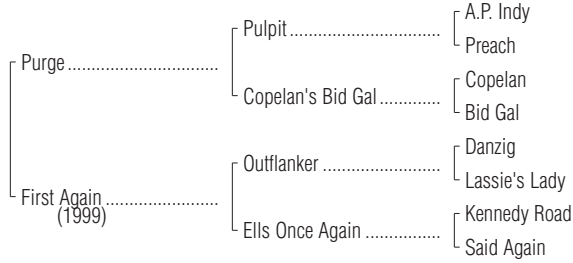 A.P. Indy
Pulpit
Preach
Purge
Copelan
Copelan's Bid Gal
Bid Gal
Danzig
Outflanker
Lassie's Lady
First Again
(1999)
Kennedy Road
Ells Once Again
Said Again